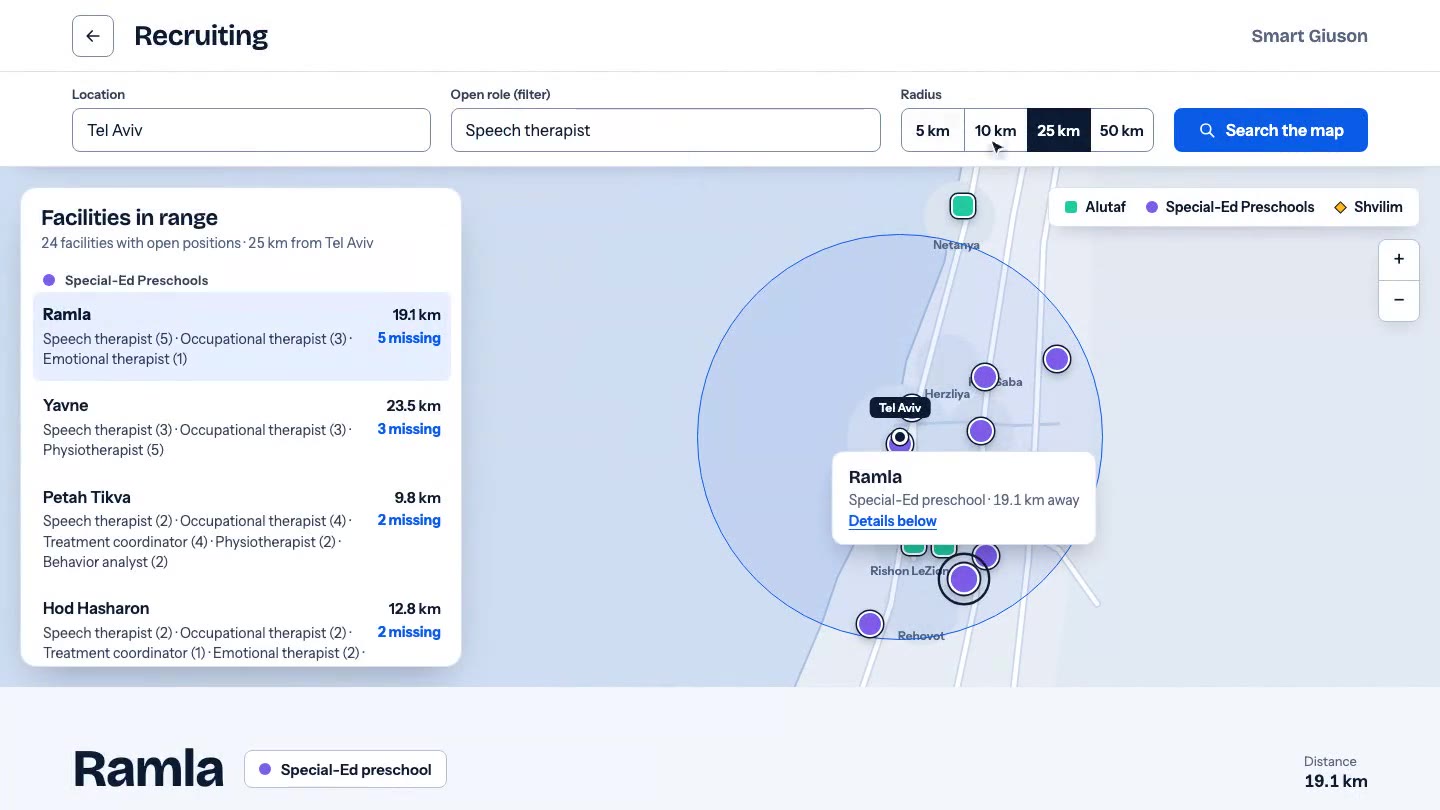 Recruiting
Smart Giuson
Location
Open role (filter)
Radius
Tel Aviv
Speech therapist
5 km
10 km
25 km
50 km
Search the map
Facilities in range
24 facilities with open positions · 25 km from Tel Aviv
Special-Ed Preschools
Ramla
19.1 km
Speech therapist (5) · Occupational therapist (3) ·
5 missing
Emotional therapist (1)
Yavne
23.5 km
Speech therapist (3) · Occupational therapist (3) ·
3 missing
Physiotherapist (5)
Petah Tikva
9.8 km
Speech therapist (2) · Occupational therapist (4) ·
2 missing
Treatment coordinator (4) · Physiotherapist (2) ·
Behavior analyst (2)
Hod Hasharon
12.8 km
Speech therapist (2) · Occupational therapist (2) ·
2 missing
Treatment coordinator (1) · Emotional therapist (2) ·
Alutaf
Special-Ed Preschools
Shvilim
+
−
Netanya
Saba
Herzliya
Tel Aviv
Ramla
Special-Ed preschool · 19.1 km away
Details below
Rishon LeZion
Rehovot
Ramla
Special-Ed preschool
Distance
19.1 km